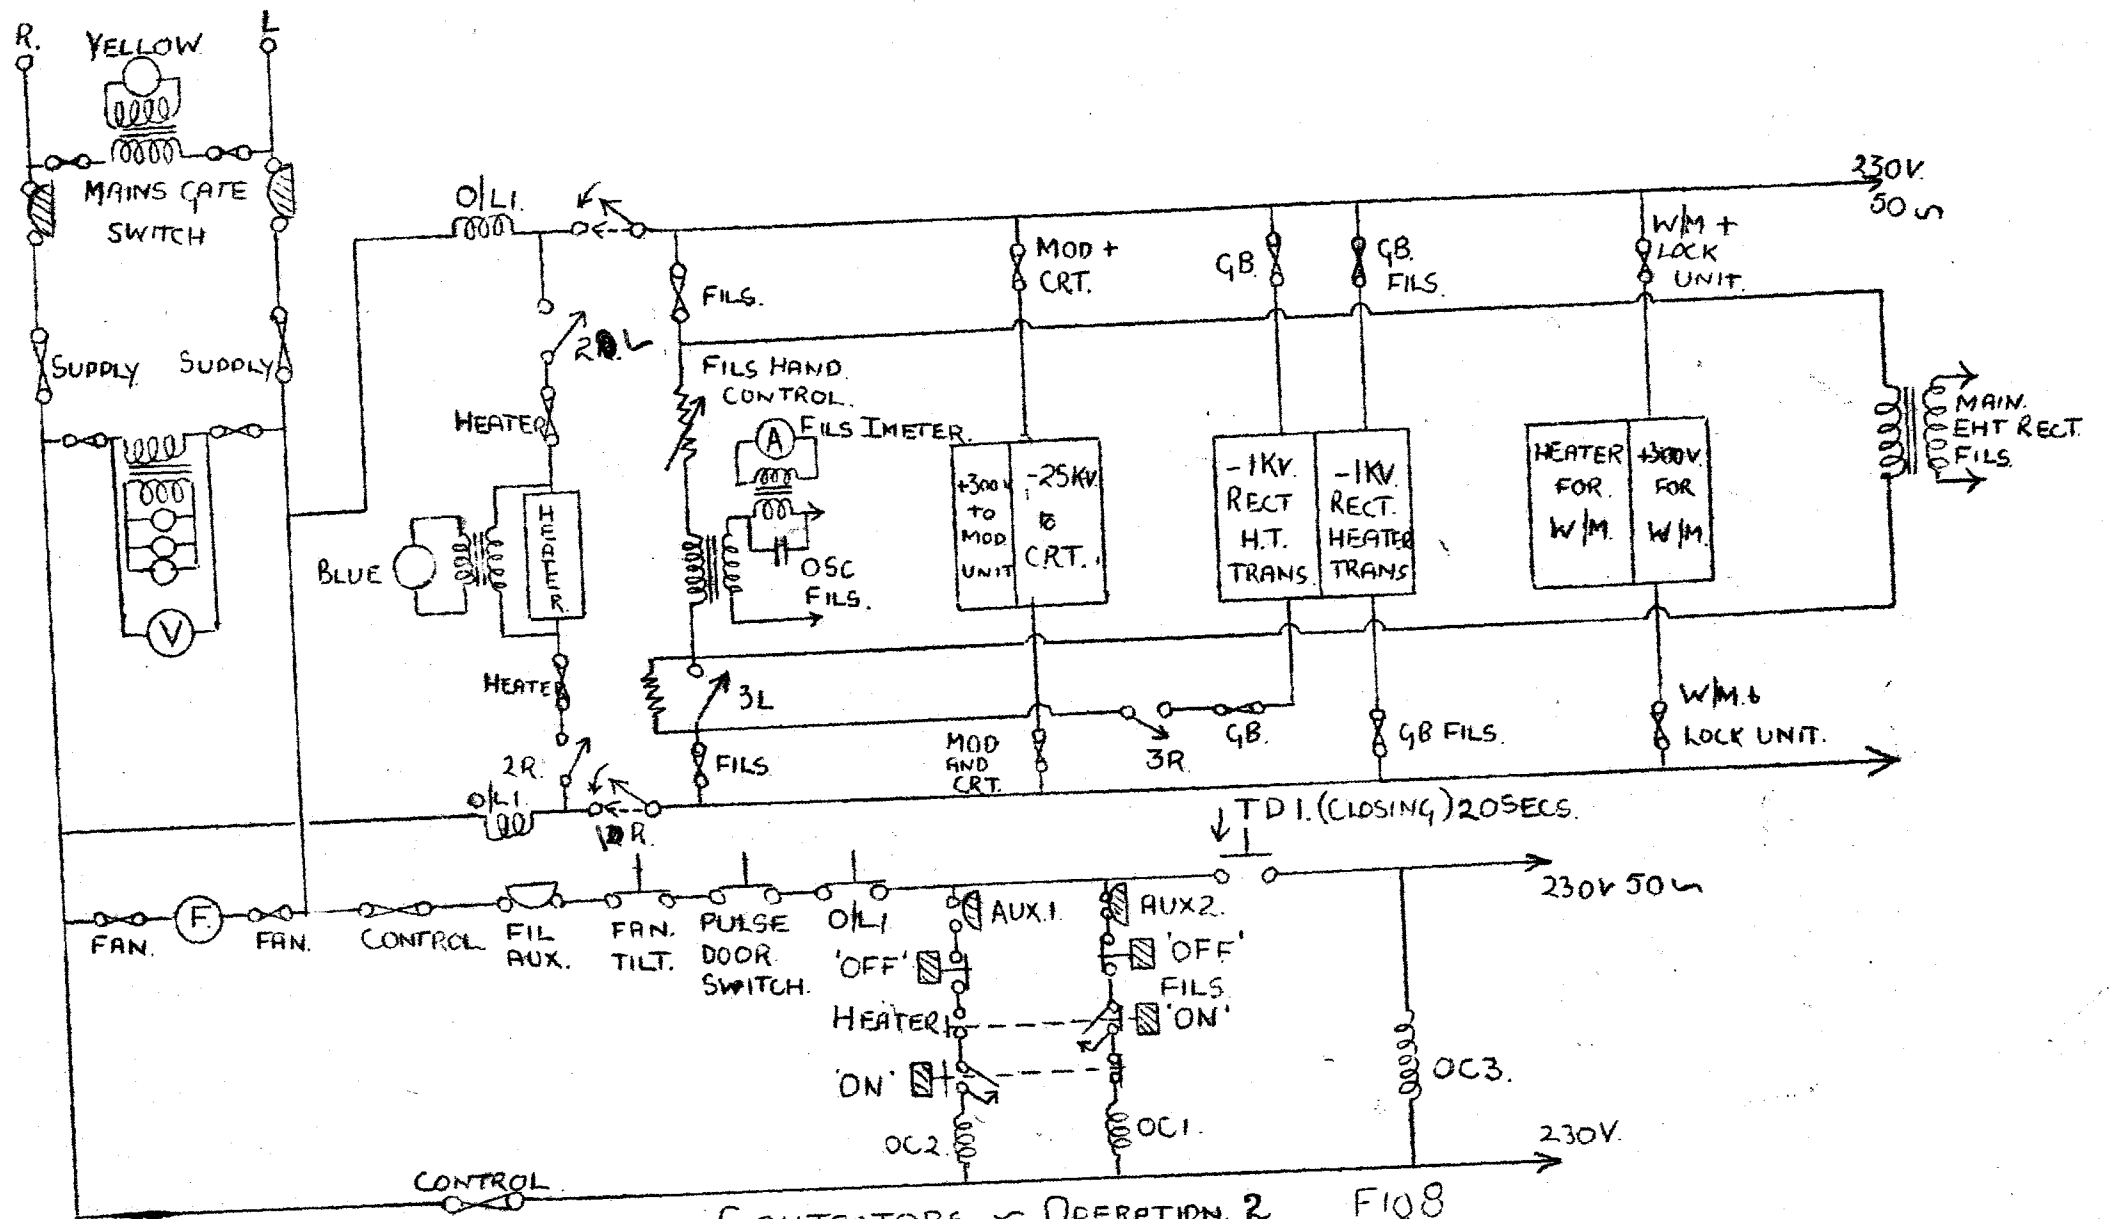 R.
YELLOW
L
MAINS GATE
SWITCH
O/L1.
230V.
50 ∿
MOD +
CRT.
GB.
GB
FILS.
W/M +
LOCK
UNIT.
FILS.
SUPPLY
SUPPLY
2 L
FILS HAND
CONTROL.
HEATER
A
FILS I METER.
MAIN.
EHT RECT.
FILS.
+300V
TO
MOD
UNIT
-25KV.
to
C.R.T.
-1KV.
RECT
H.T.
TRANS
-1KV.
RECT.
HEATER
TRANS
HEATER
FOR
W/M.
+300V.
FOR
W/M.
BLUE
HEATER.
OSC
FILS.
V
HEATER
3L
W/M. &
LOCK UNIT.
2R.
FILS
MOD
AND
CRT.
3R
GB.
GB FILS.
O/L1.
1 R.
TD1. (CLOSING) 20SECS.
230V 50 ∿
FAN.
F.
FAN.
CONTROL
FIL
AUX.
FAN.
TILT.
PULSE
DOOR
SWITCH.
O/L1
AUX.1.
AUX2.
'OFF'
'OFF'
FILS
HEATER
'ON'
'ON'
OC2.
OC1.
OC3.
230V.
CONTROL
OPERATION. 2
FIG 8